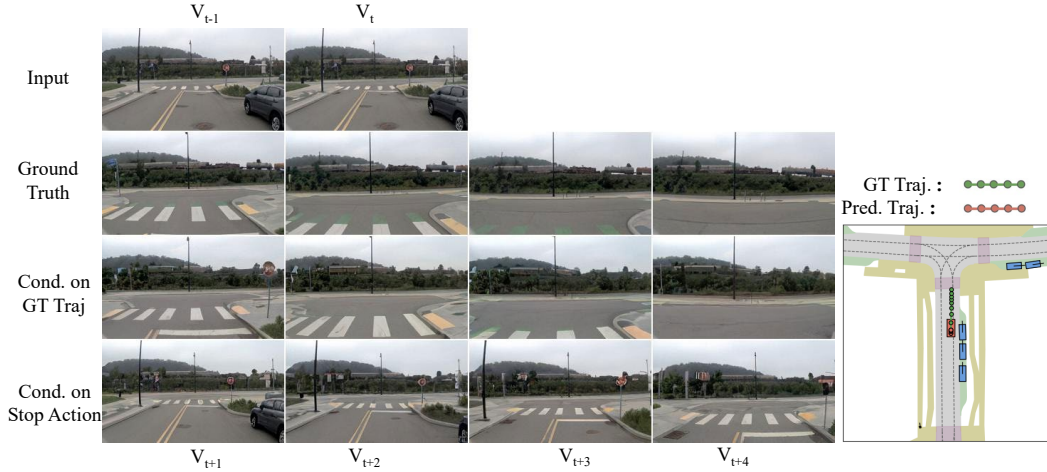 V_{t-1} V_t
Input
Ground
Truth
GT Traj. :
Pred. Traj. :
Cond. on
GT Traj
Cond. on
Stop Action
V_{t+1} V_{t+2} V_{t+3} V_{t+4}